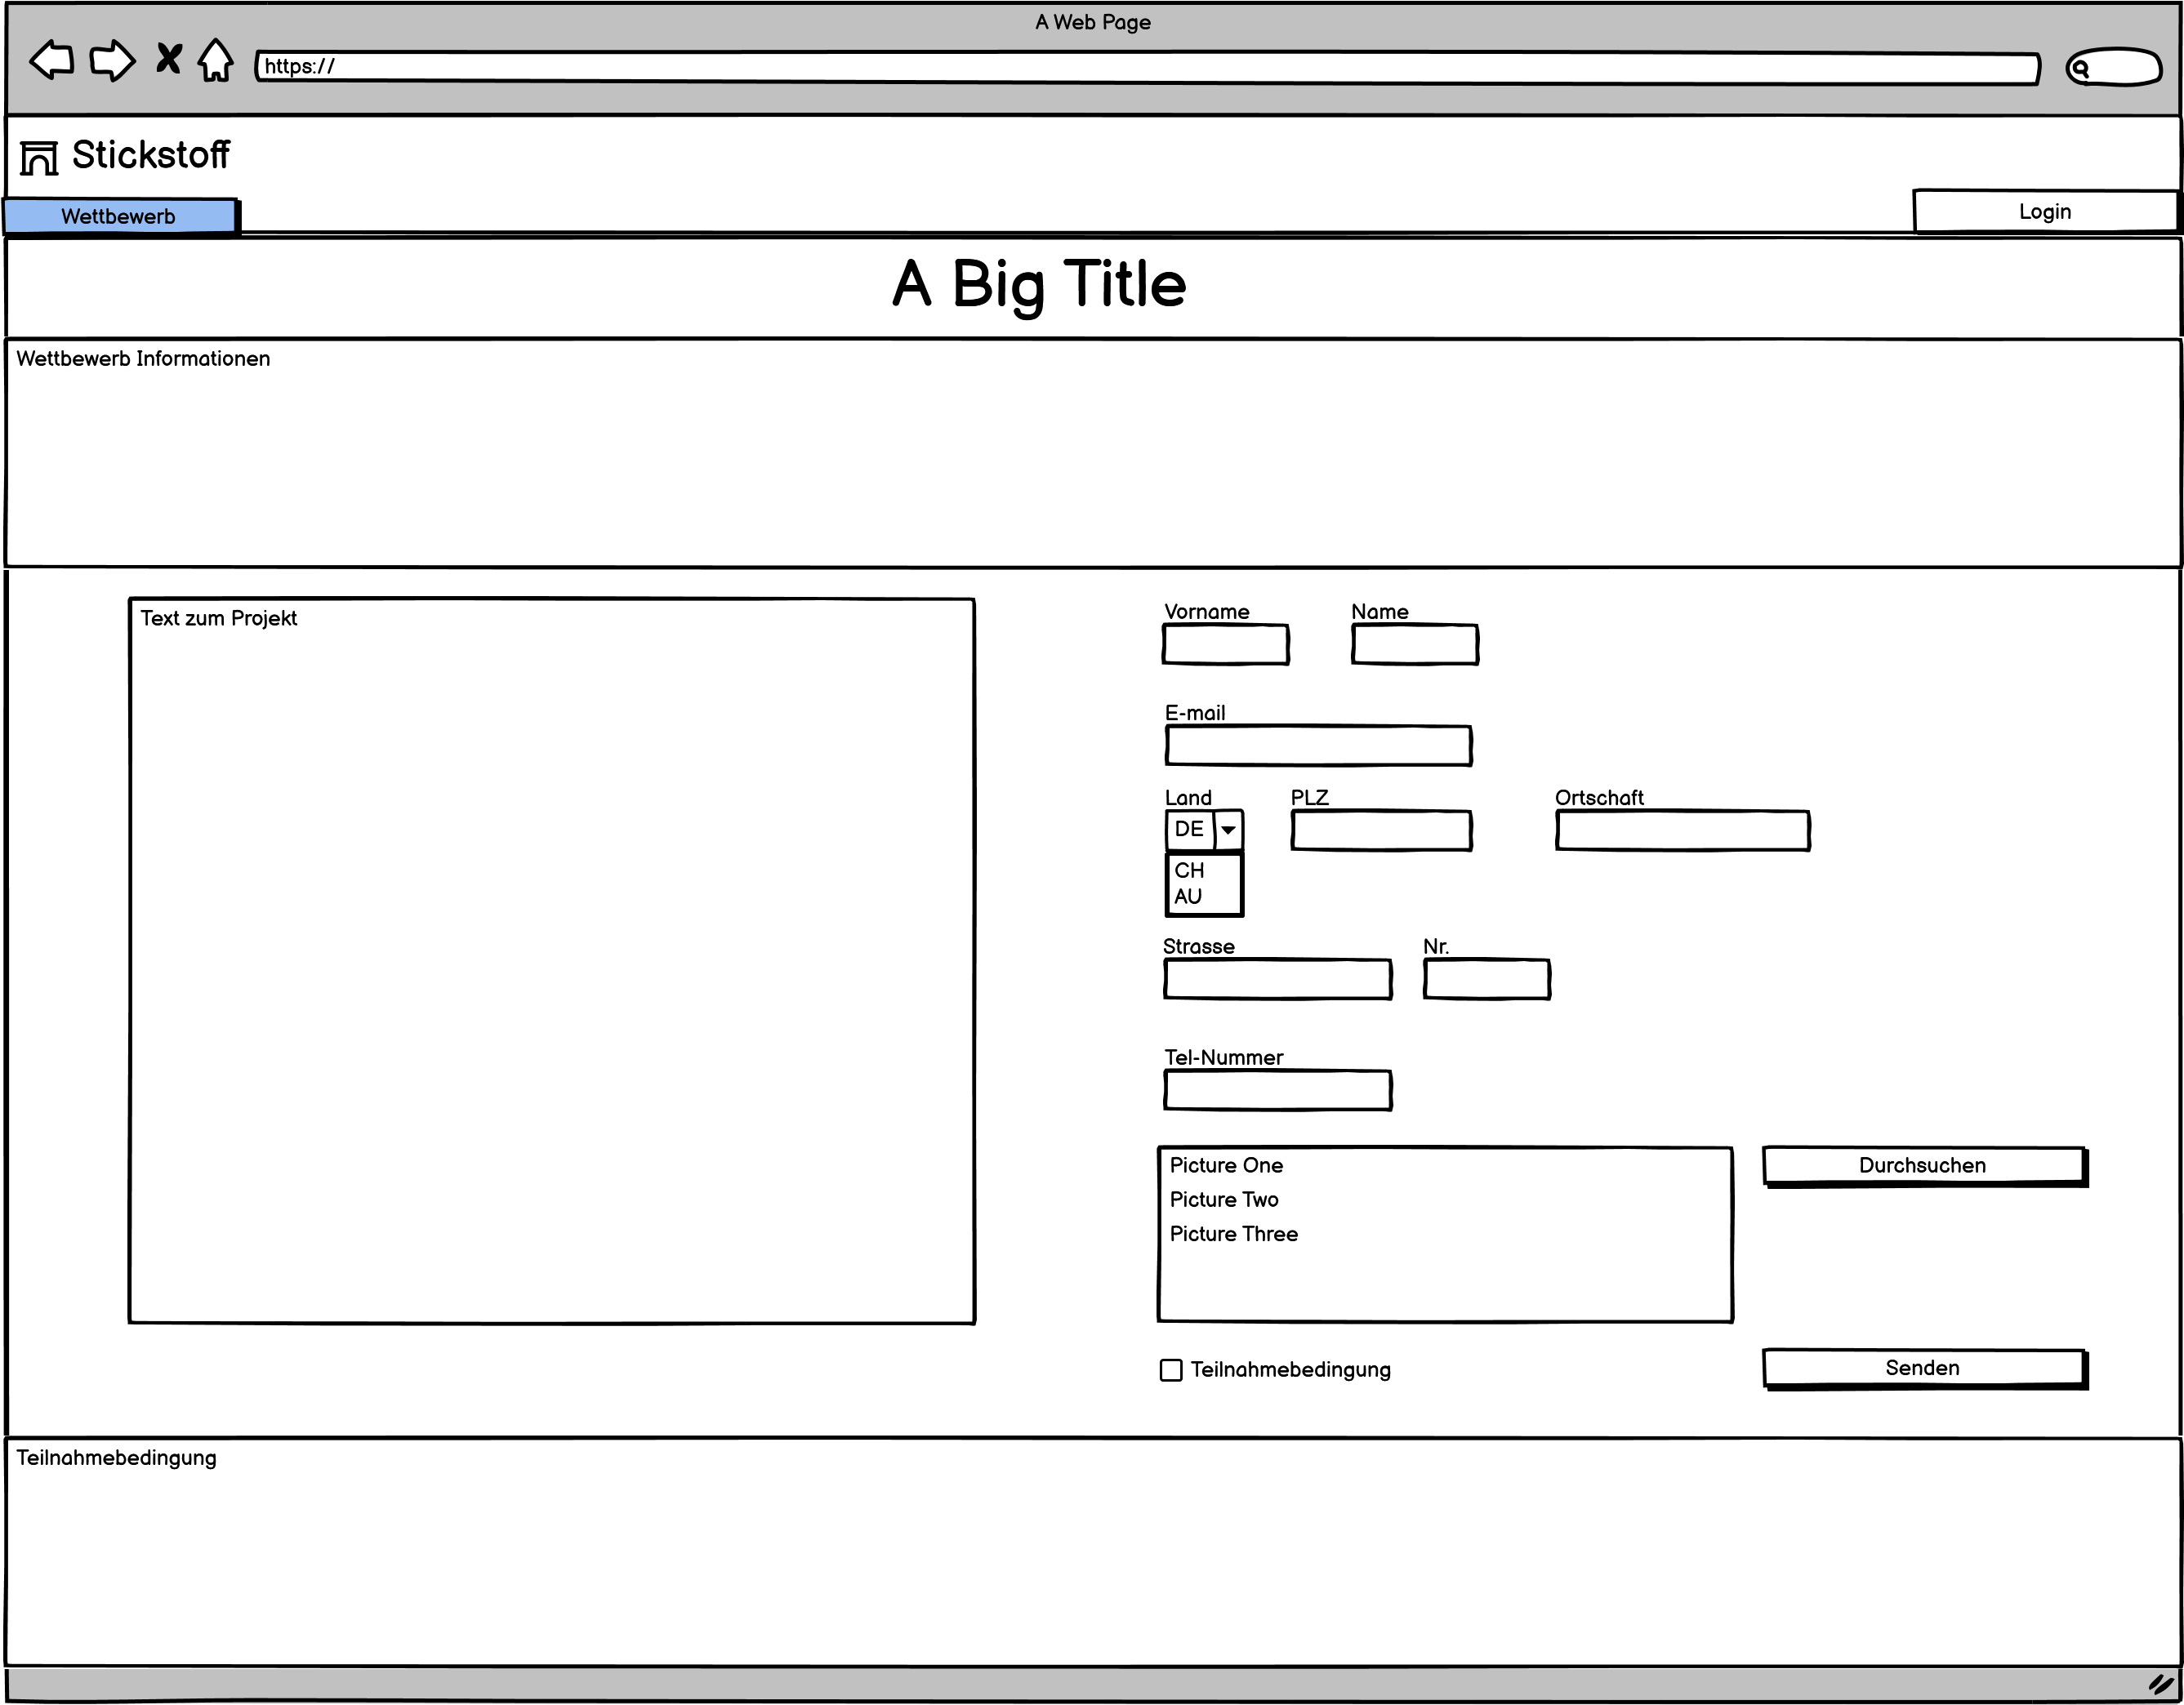 A Web Page
https://
Stickstoff
Wettbewerb
Login
A Big Title
Wettbewerb Informationen
Text zum Projekt
Vorname Name
E-mail
Land PLZ Ortschaft
DE
CH
AU
Strasse Nr.
Tel-Nummer
Picture One
Picture Two
Picture Three
Durchsuchen
Teilnahmebedingung
Senden
Teilnahmebedingung